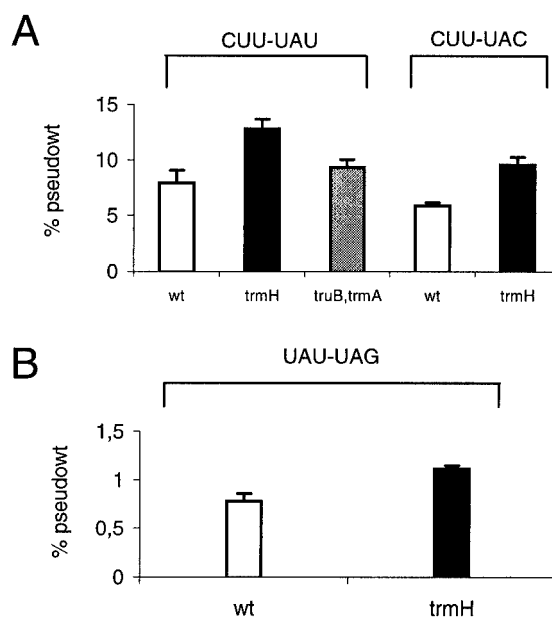 A
CUU-UAU CUU-UAC
% pseudowt
15
10
5
0
wt trmH truB,trmA wt trmH
B
UAU-UAG
% pseudowt
1,5
1
0,5
0
wt trmH